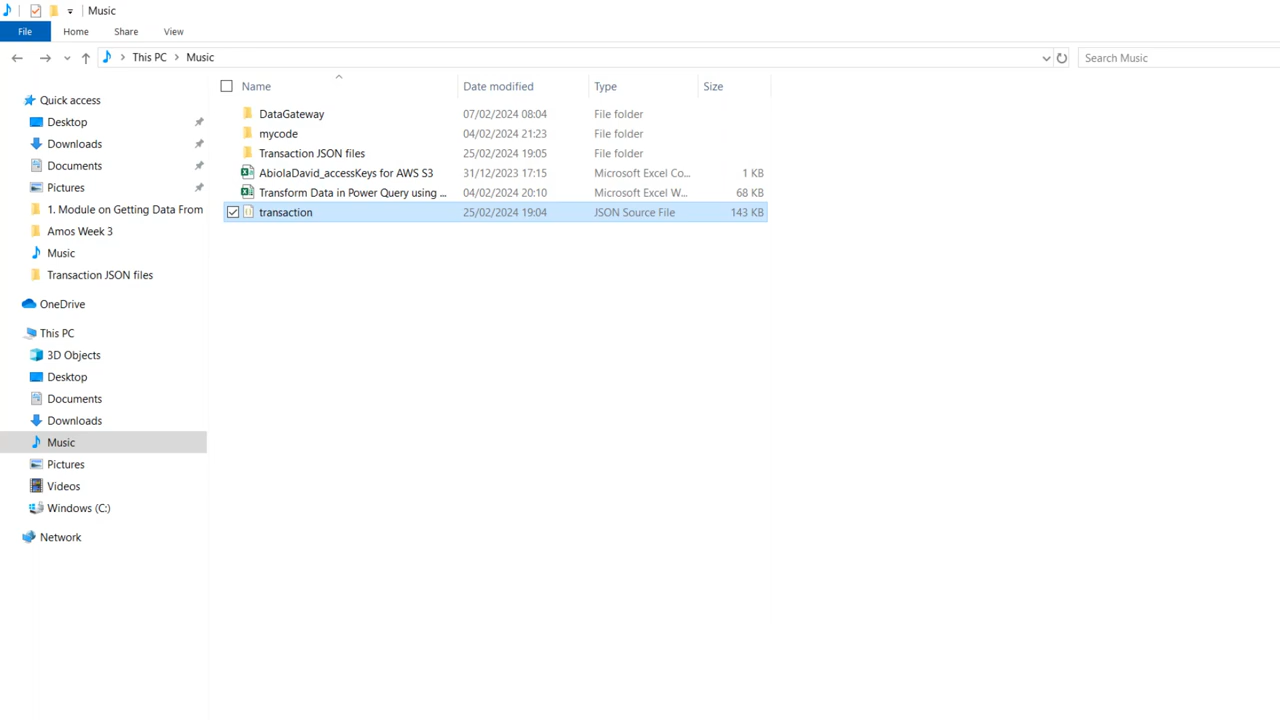 Music
File Home Share View
This PC Music Search Music
Name Date modified Type Size
Quick access
Desktop
Downloads
Documents
Pictures
1. Module on Getting Data From
Amos Week 3
Music
Transaction JSON files
OneDrive
This PC
3D Objects
Desktop
Documents
Downloads
Music
Pictures
Videos
Windows (C:)
Network
DataGateway 07/02/2024 08:04 File folder
mycode 04/02/2024 21:23 File folder
Transaction JSON files 25/02/2024 19:05 File folder
AbiolaDavid_accessKeys for AWS S3 31/12/2023 17:15 Microsoft Excel Co... 1 KB
Transform Data in Power Query using ... 04/02/2024 20:10 Microsoft Excel W... 68 KB
transaction 25/02/2024 19:04 JSON Source File 143 KB